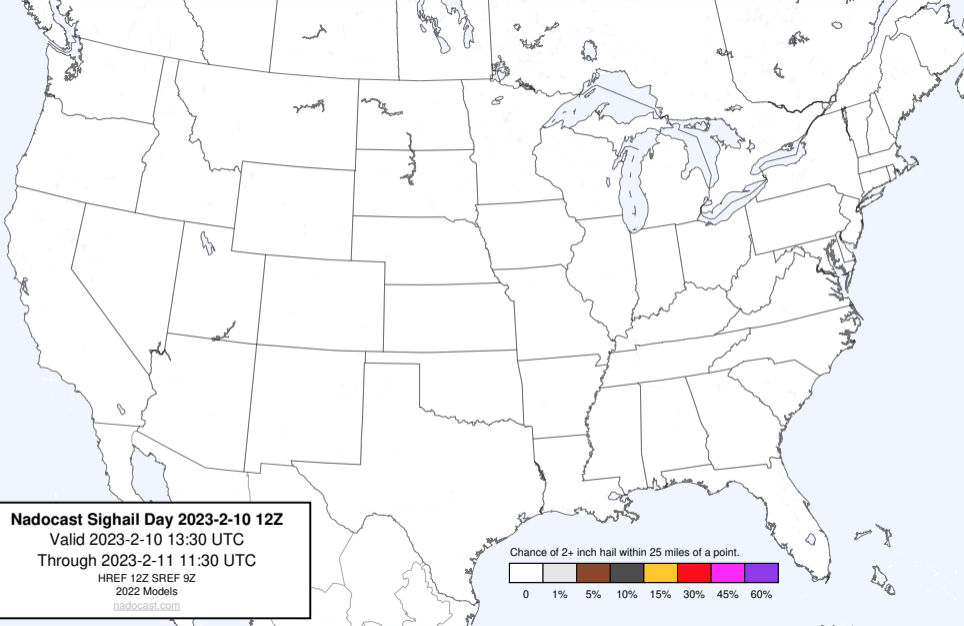 Nadocast Sighail Day 2023-2-10 12Z
Valid 2023-2-10 13:30 UTC
Through 2023-2-11 11:30 UTC
HREF 12Z SREF 9Z
2022 Models
nadocast.com
Chance of 2+ inch hail within 25 miles of a point.
0 1% 5% 10% 15% 30% 45% 60%